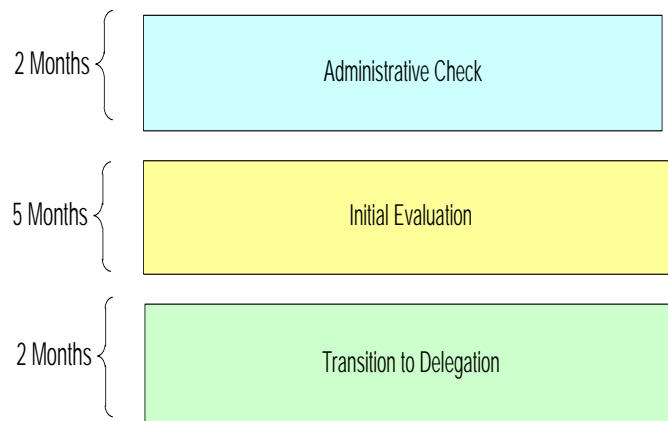 2 Months
Administrative Check
5 Months
Initial Evaluation
2 Months
Transition to Delegation